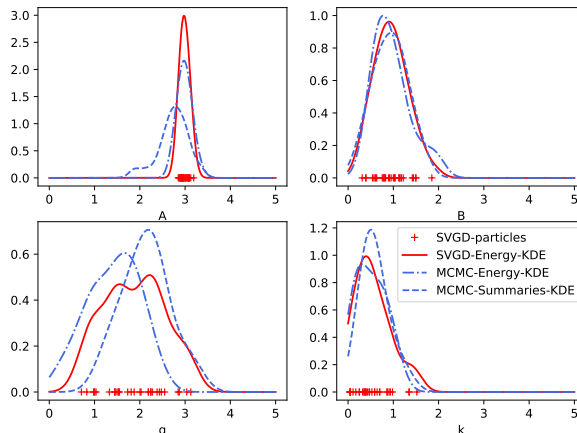 3.0
2.5
2.0
1.5
1.0
0.5
0.0
0 1 2 3 4 5
A
1.0
0.8
0.6
0.4
0.2
0.0
0 1 2 3 4 5
B
0.6
0.4
0.2
0.0
0 1 2 3 4 5
g
1.2
1.0
0.8
0.6
0.4
0.2
0.0
SVGD-particles
SVGD-Energy-KDE
MCMC-Energy-KDE
MCMC-Summaries-KDE
0 1 2 3 4 5
k